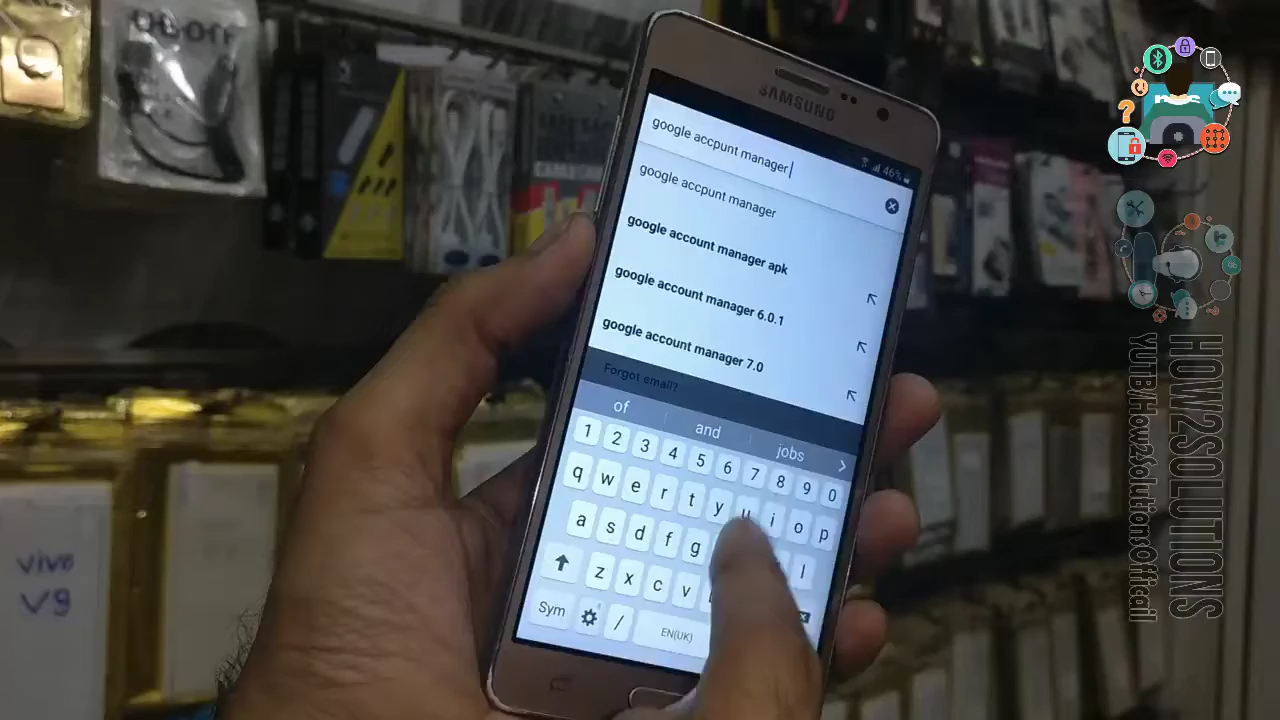 SAMSUNG
46%
google accpunt manager
google accpunt manager
google account manager apk
google account manager 6.0.1
google account manager 7.0
Forgot email?
of and jobs
1 2 3 4 5 6 7 8 9 0
q w e r t y u i o p
a s d f g l
z x c v
Sym / EN(UK)
vivo
V9
HOW2SOLUTIONS
YUTB/How2SolutionsOfficail